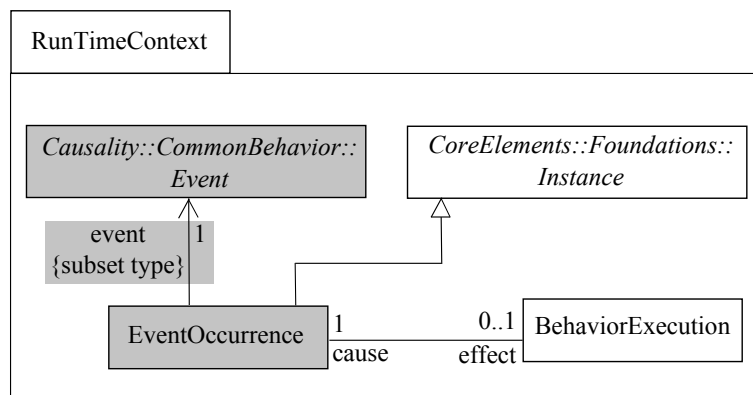 RunTimeContext
Causality::CommonBehavior::
Event
CoreElements::Foundations::
Instance
event
1
{subset type}
EventOccurrence
1
cause
0..1
effect
BehaviorExecution